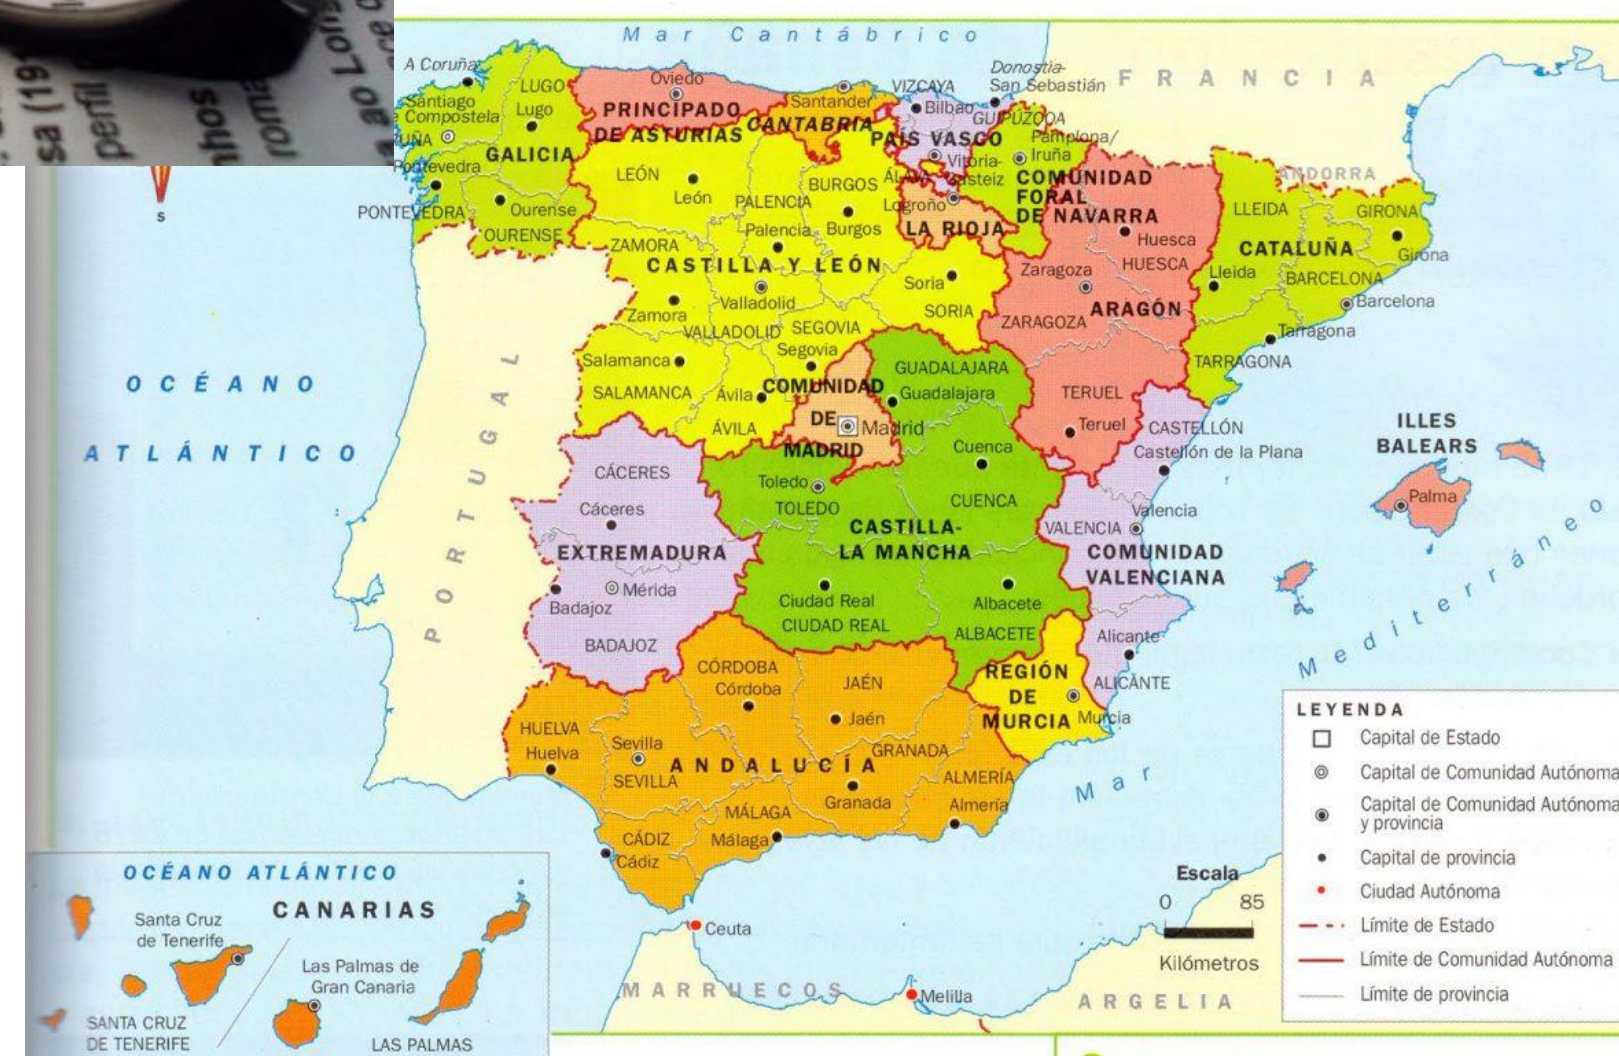 sa (191
perfil
nhos
roma
ao Long
Mar Cantábrico
FRANCIA
A Coruña
Santiago
e Compostela
UÑA
LUGO
Lugo
GALICIA
Pontevedra
PONTEVEDRA
Ourense
OURENSE
Oviedo
PRINCIPADO
DE ASTURIAS
Santander
CANTABRIA
VIZCAYA
Bilbao
Donostia-
San Sebastián
GUIPÚZCOA
PAÍS VASCO
Vitoria-
Gasteiz
ÁLAVA
Pamplona/
Iruña
COMUNIDAD
FORAL
DE NAVARRA
Logroño
LA RIOJA
ANDORRA
LEÓN
León
PALENCIA
Palencia
BURGOS
Burgos
ZAMORA
Zamora
CASTILLA Y LEÓN
Valladolid
VALLADOLID
Soria
SORIA
SEGOVIA
Segovia
Salamanca
SALAMANCA
Ávila
ÁVILA
Huesca
HUESCA
Zaragoza
ZARAGOZA
ARAGÓN
TERUEL
Teruel
LLEIDA
Lleida
GIRONA
Girona
CATALUÑA
BARCELONA
Barcelona
Tarragona
TARRAGONA
COMUNIDAD
DE
MADRID
Madrid
GUADALAJARA
Guadalajara
Cuenca
CUENCA
Toledo
TOLEDO
CASTILLA-
LA MANCHA
Ciudad Real
CIUDAD REAL
Albacete
ALBACETE
CASTELLÓN
Castellón de la Plana
VALENCIA
Valencia
COMUNIDAD
VALENCIANA
Alicante
ALICANTE
ILLES
BALEARS
Palma
S
OCÉANO
ATLÁNTICO
PORTUGAL
CÁCERES
Cáceres
EXTREMADURA
Mérida
Badajoz
BADAJOZ
REGIÓN
DE
MURCIA
Murcia
CÓRDOBA
Córdoba
JAÉN
Jaén
HUELVA
Huelva
Sevilla
SEVILLA
ANDALUCÍA
GRANADA
Granada
ALMERÍA
Almería
MÁLAGA
Málaga
CÁDIZ
Cádiz
Mar Mediterráneo
Ceuta
Melilla
MARRUECOS
ARGELIA
OCÉANO ATLÁNTICO
CANARIAS
Santa Cruz
de Tenerife
Las Palmas de
Gran Canaria
SANTA CRUZ
DE TENERIFE
LAS PALMAS
Escala
0 85
Kilómetros
LEYENDA
Capital de Estado
Capital de Comunidad Autónoma
Capital de Comunidad Autónoma
y provincia
Capital de provincia
Ciudad Autónoma
Límite de Estado
Límite de Comunidad Autónoma
Límite de provincia